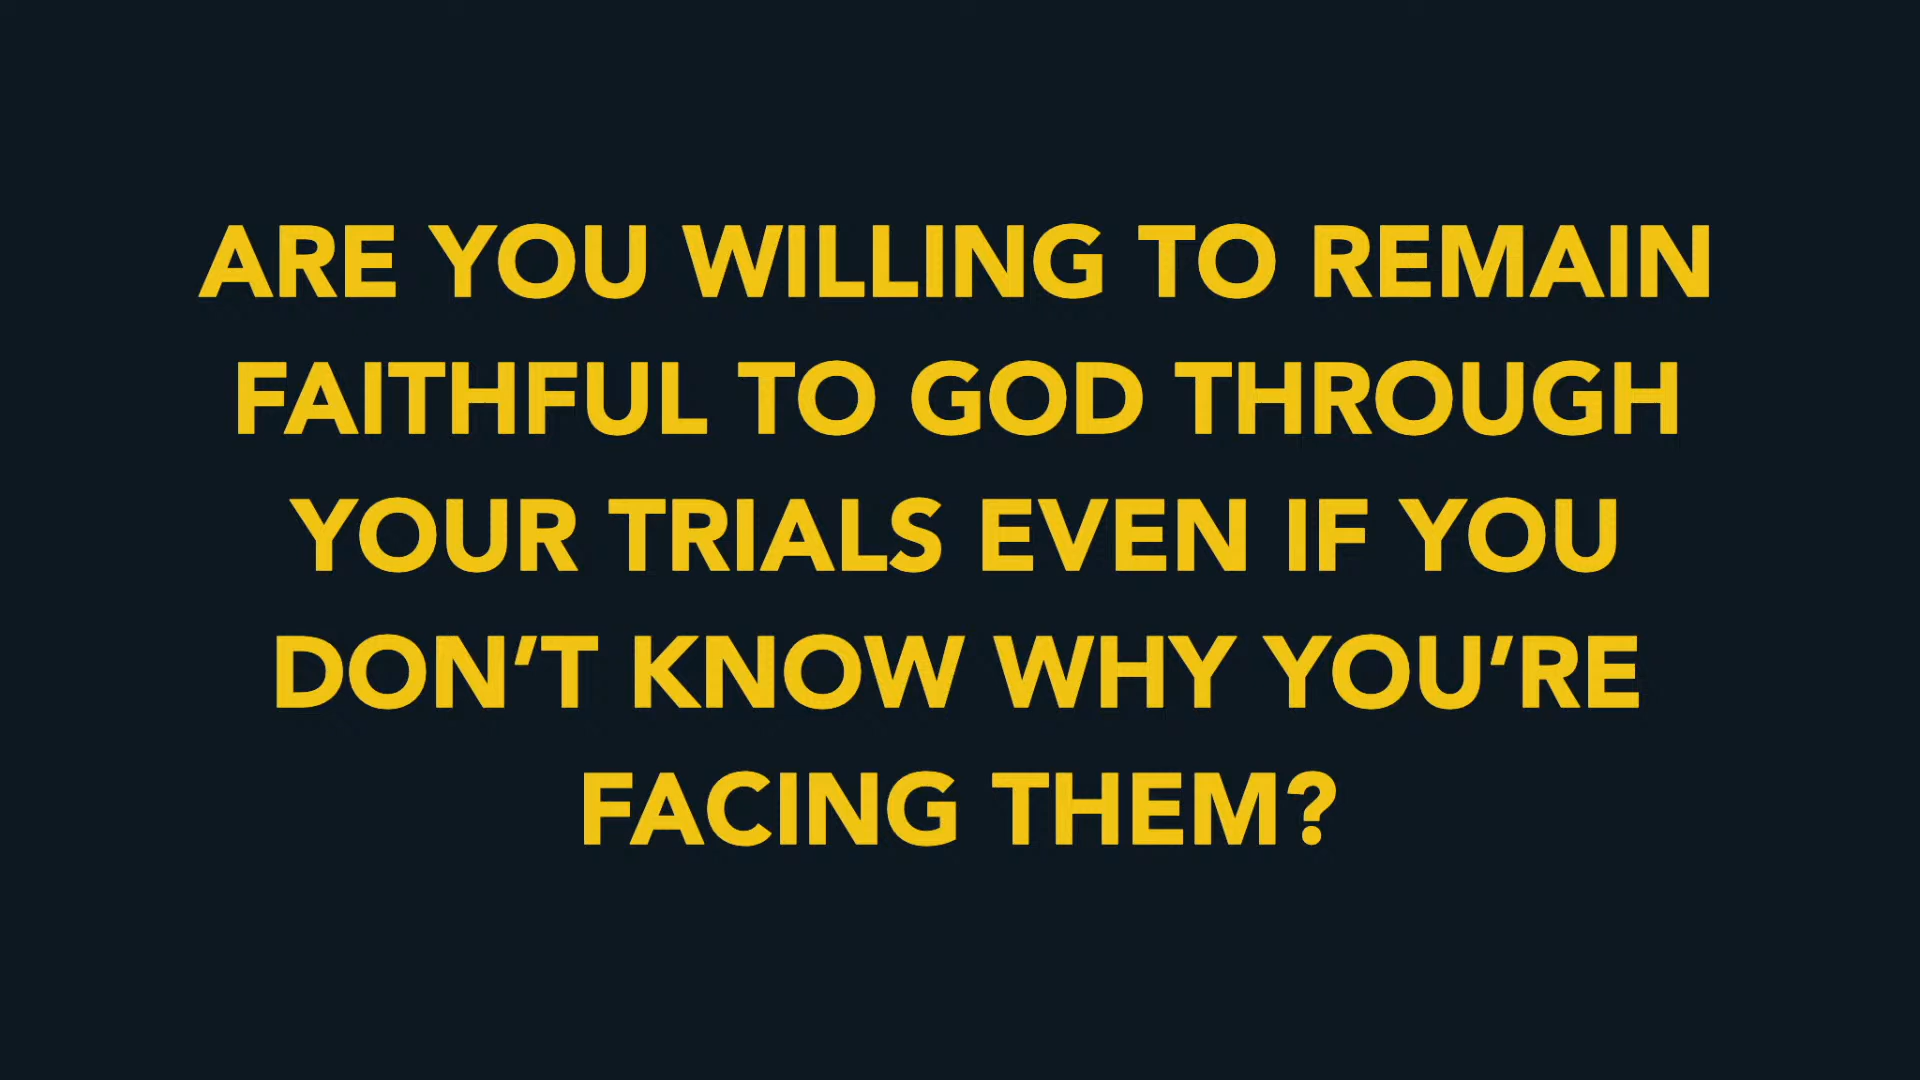 ARE YOU WILLING TO REMAIN
FAITHFUL TO GOD THROUGH
YOUR TRIALS EVEN IF YOU
DON’T KNOW WHY YOU’RE
FACING THEM?